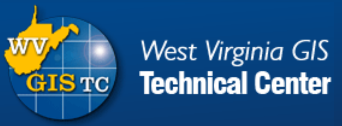 WV
GIS TC
West Virginia GIS
Technical Center